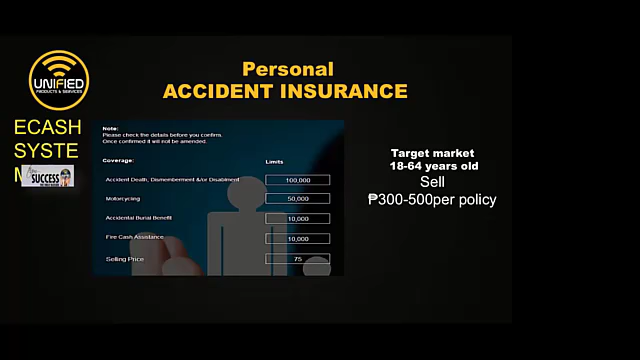 Personal
ACCIDENT INSURANCE
UNIFIED
PRODUCTS & SERVICES
ECASH
SYSTE
M
SUCCESS
Note:
Please check the details before you confirm.
Once confirmed it will not be amended.
Coverage:
Limits
Accident Death, Dismemberment &/or Disablment
100,000
Motorcycling
50,000
Accidental Burial Benefit
10,000
Fire Cash Assistance
10,000
Selling Price
75
Target market
18-64 years old
Sell
₱300-500per policy